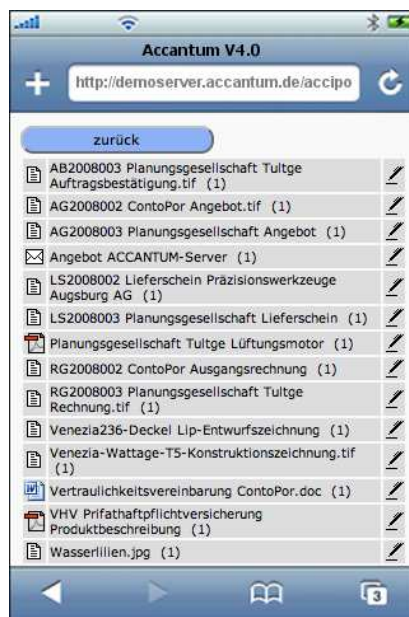 Accantum V4.0
http://demoserver.accantum.de/accipo
zurück
AB2008003 Planungsgesellschaft Tultge
Auftragsbestätigung.tif (1)
AG2008002 ContoPor Angebot.tif (1)
AG2008003 Planungsgesellschaft Angebot (1)
Angebot ACCANTUM-Server (1)
LS2008002 Lieferschein Präzisionswerkzeuge
Augsburg AG (1)
LS2008003 Planungsgesellschaft Lieferschein (1)
Planungsgesellschaft Tultge Lüftungsmotor (1)
RG2008002 ContoPor Ausgangsrechnung (1)
RG2008003 Planungsgesellschaft Tultge
Rechnung.tif (1)
Venezia236-Deckel Lip-Entwurfszeichnung (1)
Venezia-Wattage-T5-Konstruktionszeichnung.tif
(1)
Vertraulichkeitsvereinbarung ContoPor.doc (1)
VHV Prifathaftpflichtversicherung
Produktbeschreibung (1)
Wasserlilien.jpg (1)
3